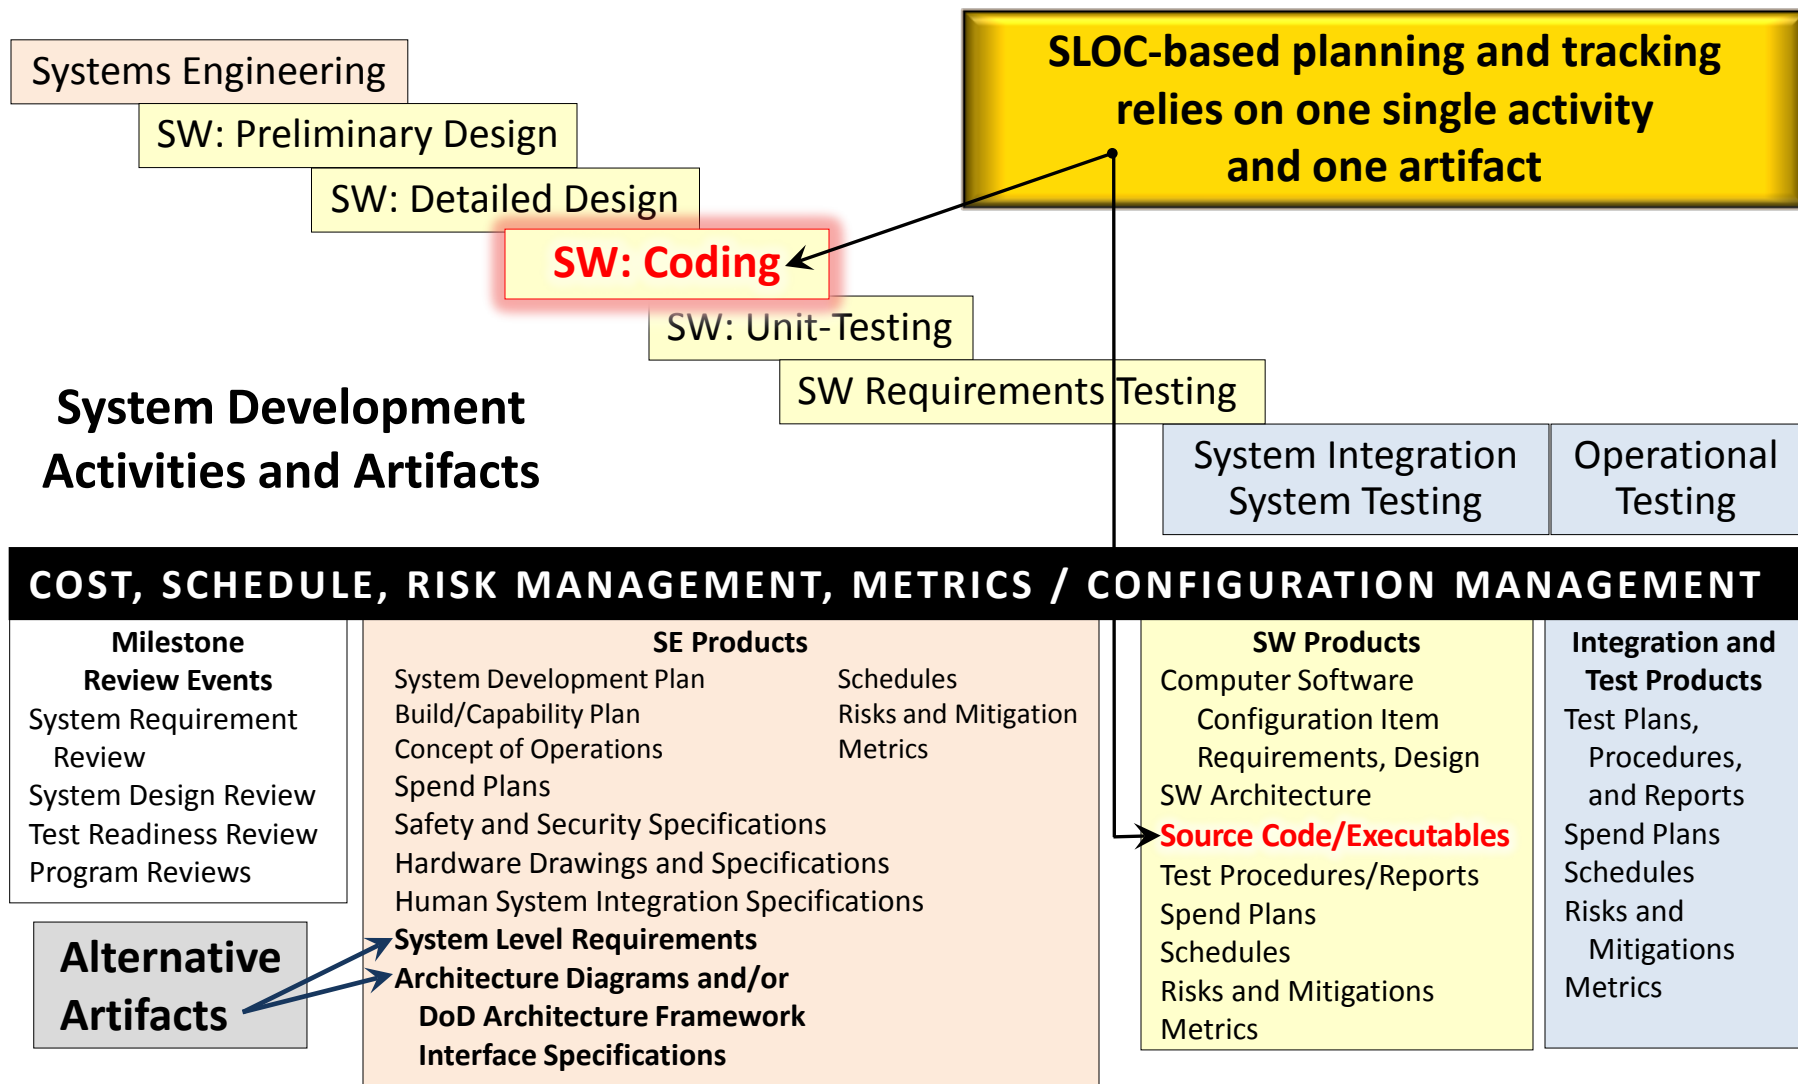 Systems Engineering
SW: Preliminary Design
SW: Detailed Design
SW: Coding
SW: Unit-Testing
SW Requirements Testing
System Integration
System Testing
Operational
Testing
SLOC-based planning and tracking
relies on one single activity
and one artifact
System Development
Activities and Artifacts
COST, SCHEDULE, RISK MANAGEMENT, METRICS / CONFIGURATION MANAGEMENT
Milestone
Review Events
System Requirement
Review
System Design Review
Test Readiness Review
Program Reviews
Alternative
Artifacts
SE Products
System Development Plan
Build/Capability Plan
Concept of Operations
Spend Plans
Safety and Security Specifications
Hardware Drawings and Specifications
Human System Integration Specifications
System Level Requirements
Architecture Diagrams and/or
DoD Architecture Framework
Interface Specifications
Schedules
Risks and Mitigation
Metrics
SW Products
Computer Software
Configuration Item
Requirements, Design
SW Architecture
Source Code/Executables
Test Procedures/Reports
Spend Plans
Schedules
Risks and Mitigations
Metrics
Integration and
Test Products
Test Plans,
Procedures,
and Reports
Spend Plans
Schedules
Risks and
Mitigations
Metrics